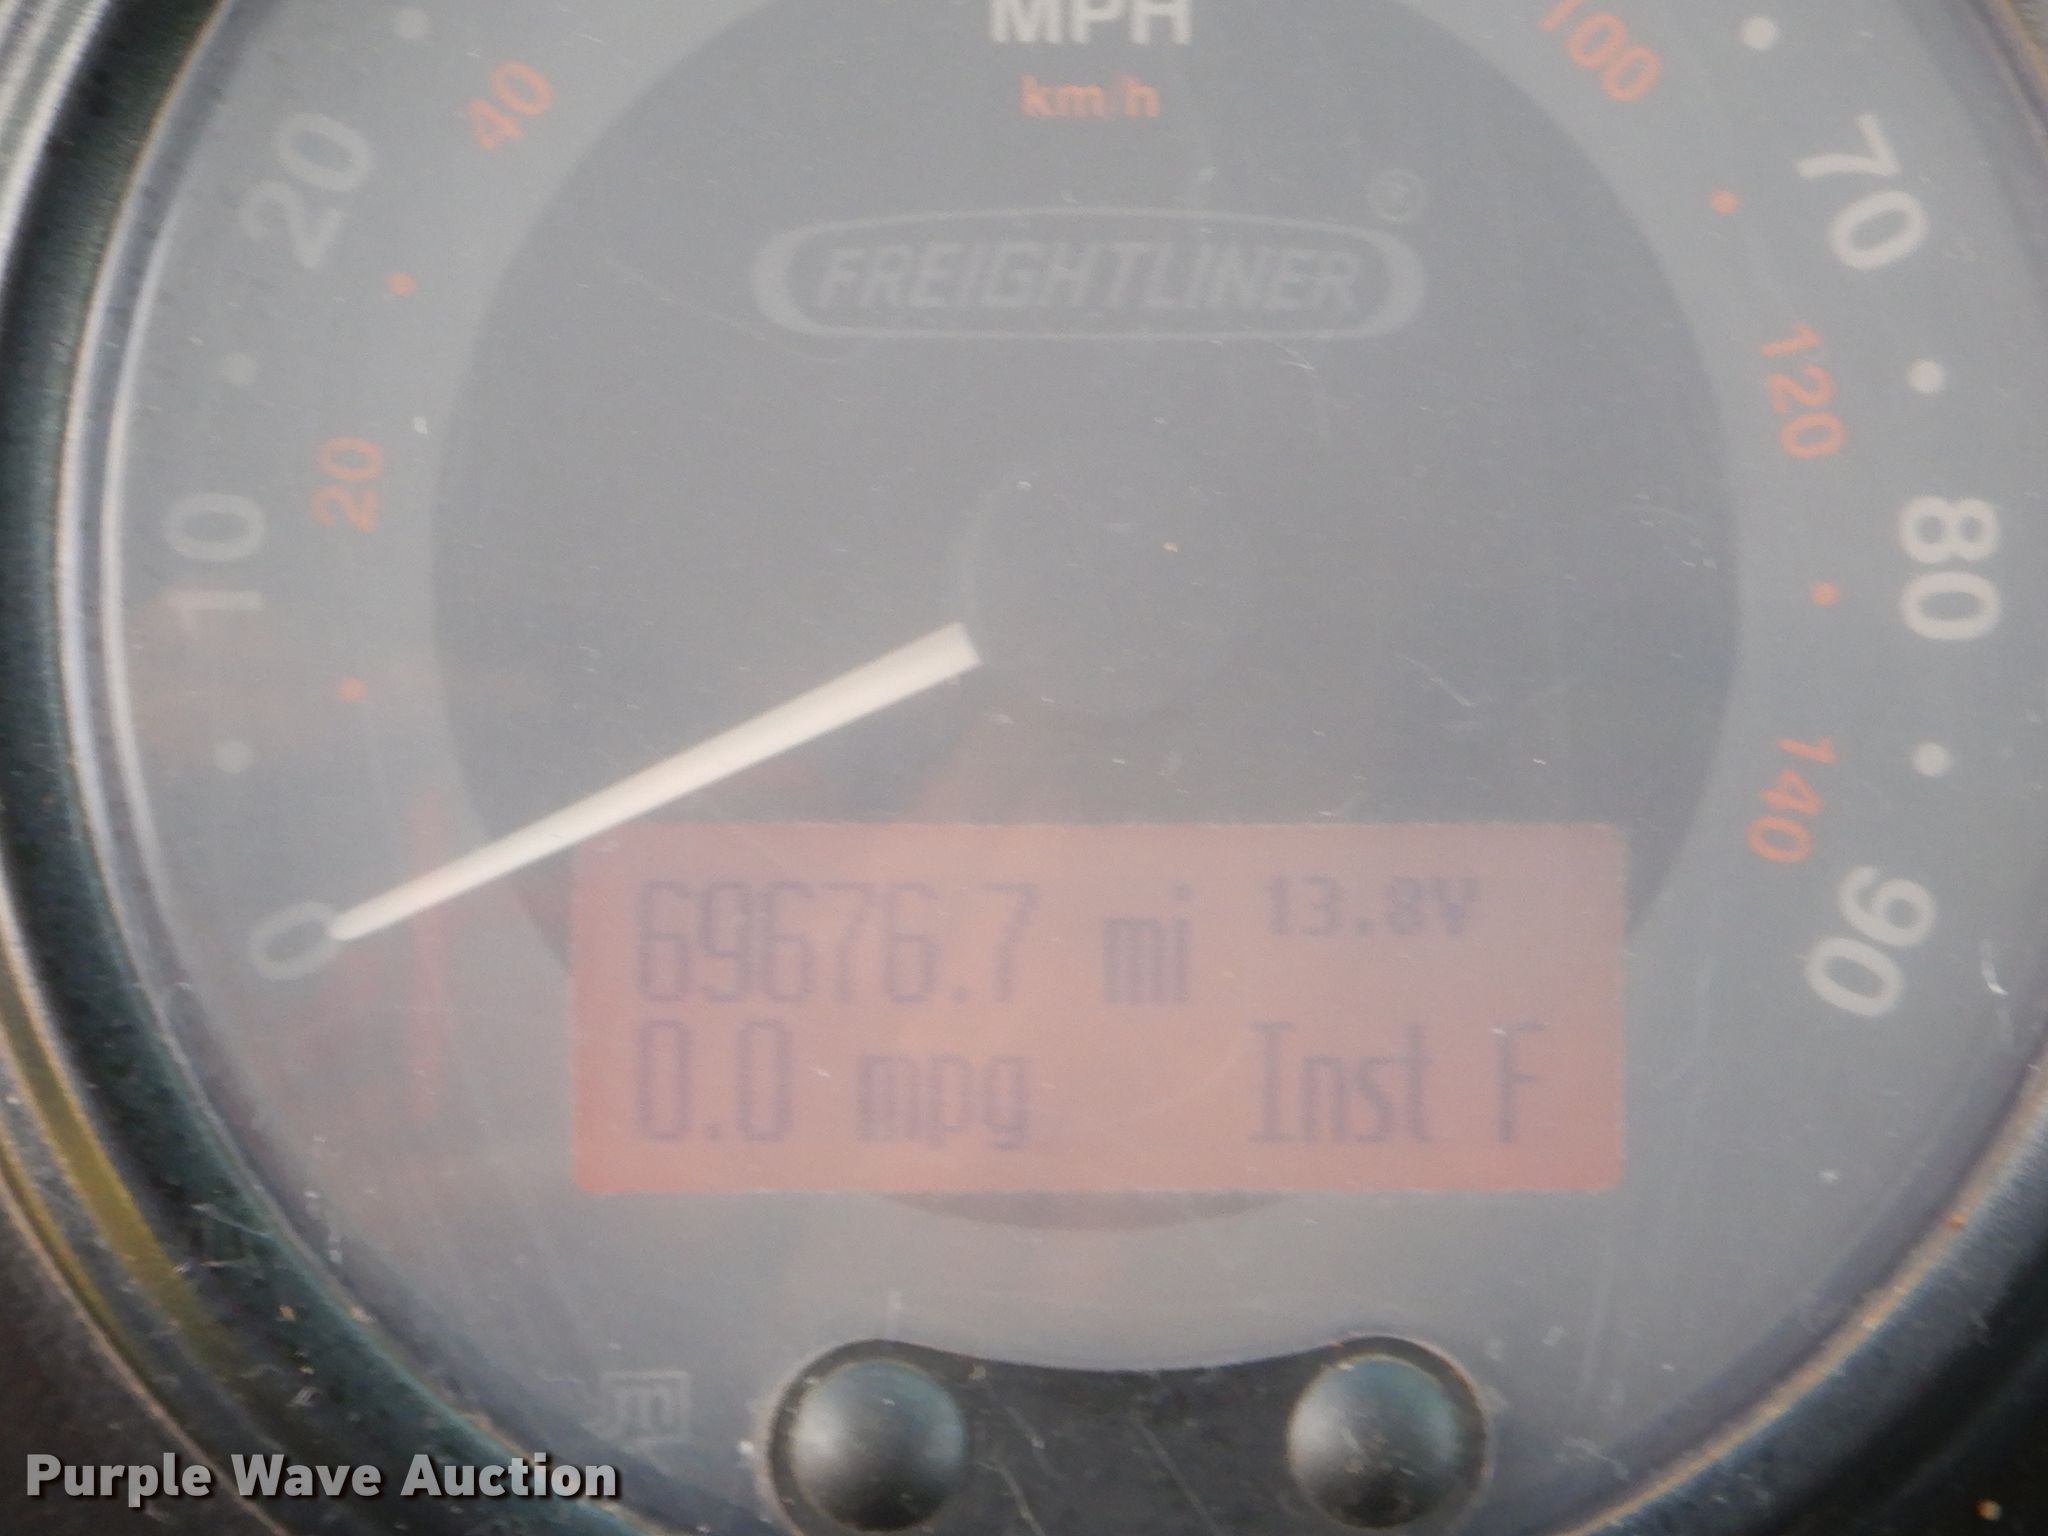 MPH
km/h
FREIGHTLINER ®
0
10
20
70
80
90
20
40
100
120
140
69676.7 mi 13.8V
0.0 mpg Inst F
Purple Wave Auction